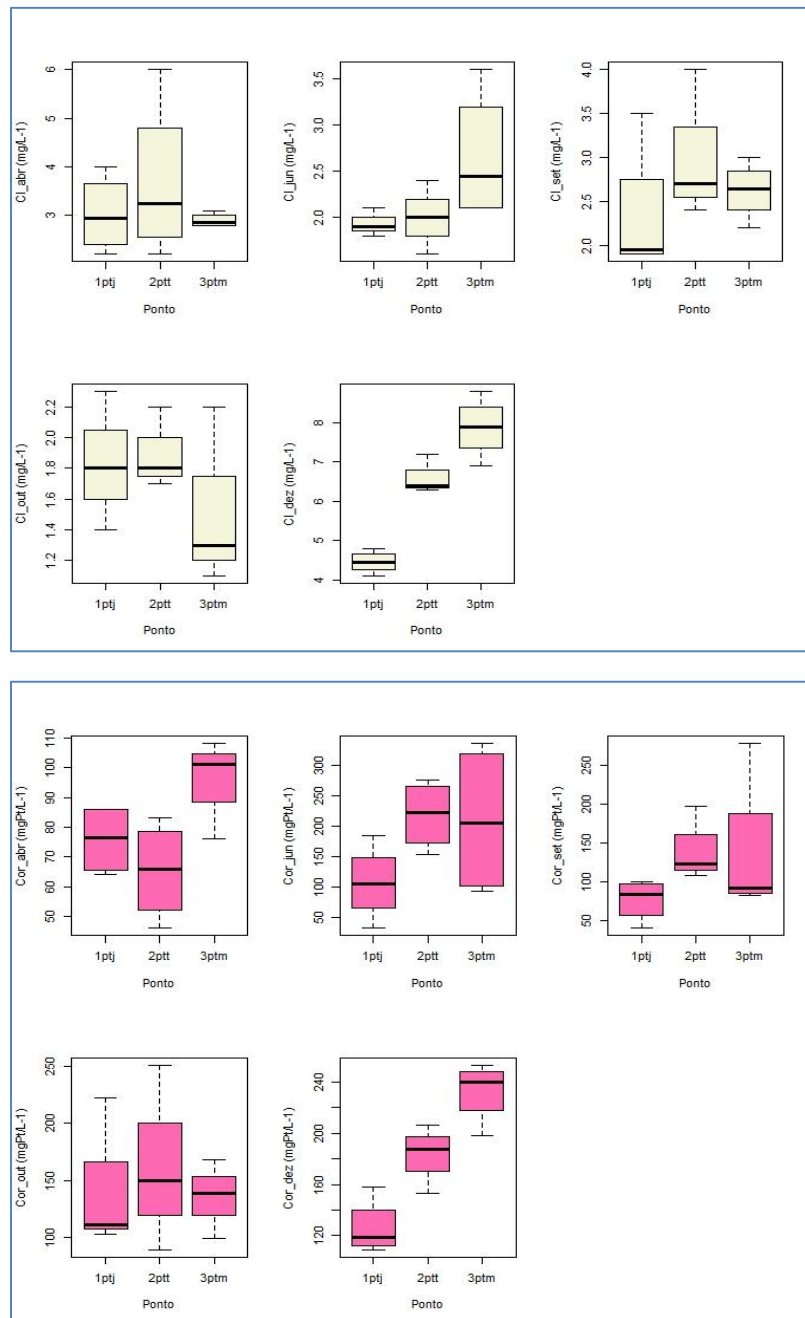 Cl_abr (mg/L-1)
6
5
4
3
1ptj 2ptt 3ptm
Ponto
Cl_jun (mg/L-1)
3.5
3.0
2.5
2.0
1ptj 2ptt 3ptm
Ponto
Cl_set (mg/L-1)
4.0
3.5
3.0
2.5
2.0
1ptj 2ptt 3ptm
Ponto
Cl_out (mg/L-1)
2.2
2.0
1.8
1.6
1.4
1.2
1ptj 2ptt 3ptm
Ponto
Cl_dez (mg/L-1)
8
7
6
5
4
1ptj 2ptt 3ptm
Ponto
Cor_abr (mgPt/L-1)
110
100
90
80
70
60
50
1ptj 2ptt 3ptm
Ponto
Cor_jun (mgPt/L-1)
300
250
200
150
100
50
1ptj 2ptt 3ptm
Ponto
Cor_set (mgPt/L-1)
250
200
150
100
50
1ptj 2ptt 3ptm
Ponto
Cor_out (mgPt/L-1)
250
200
150
100
1ptj 2ptt 3ptm
Ponto
Cor_dez (mgPt/L-1)
240
200
160
120
1ptj 2ptt 3ptm
Ponto